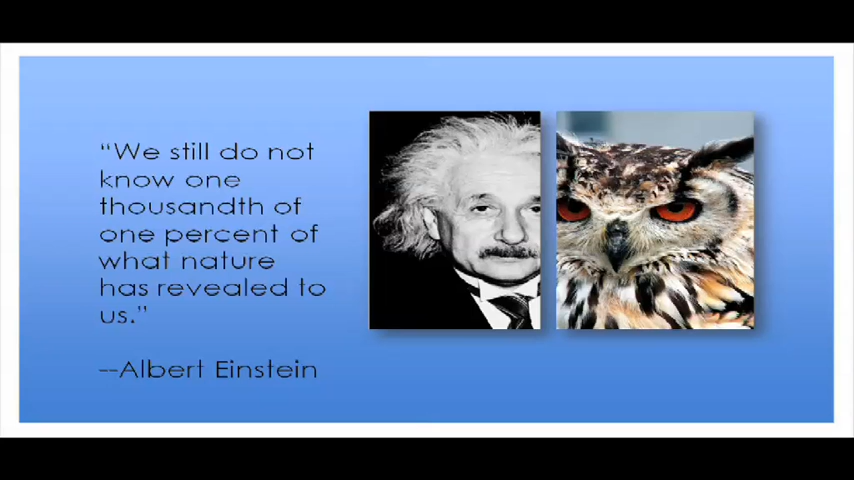 “We still do not
know one
thousandth of
one percent of
what nature
has revealed to
us.”
--Albert Einstein